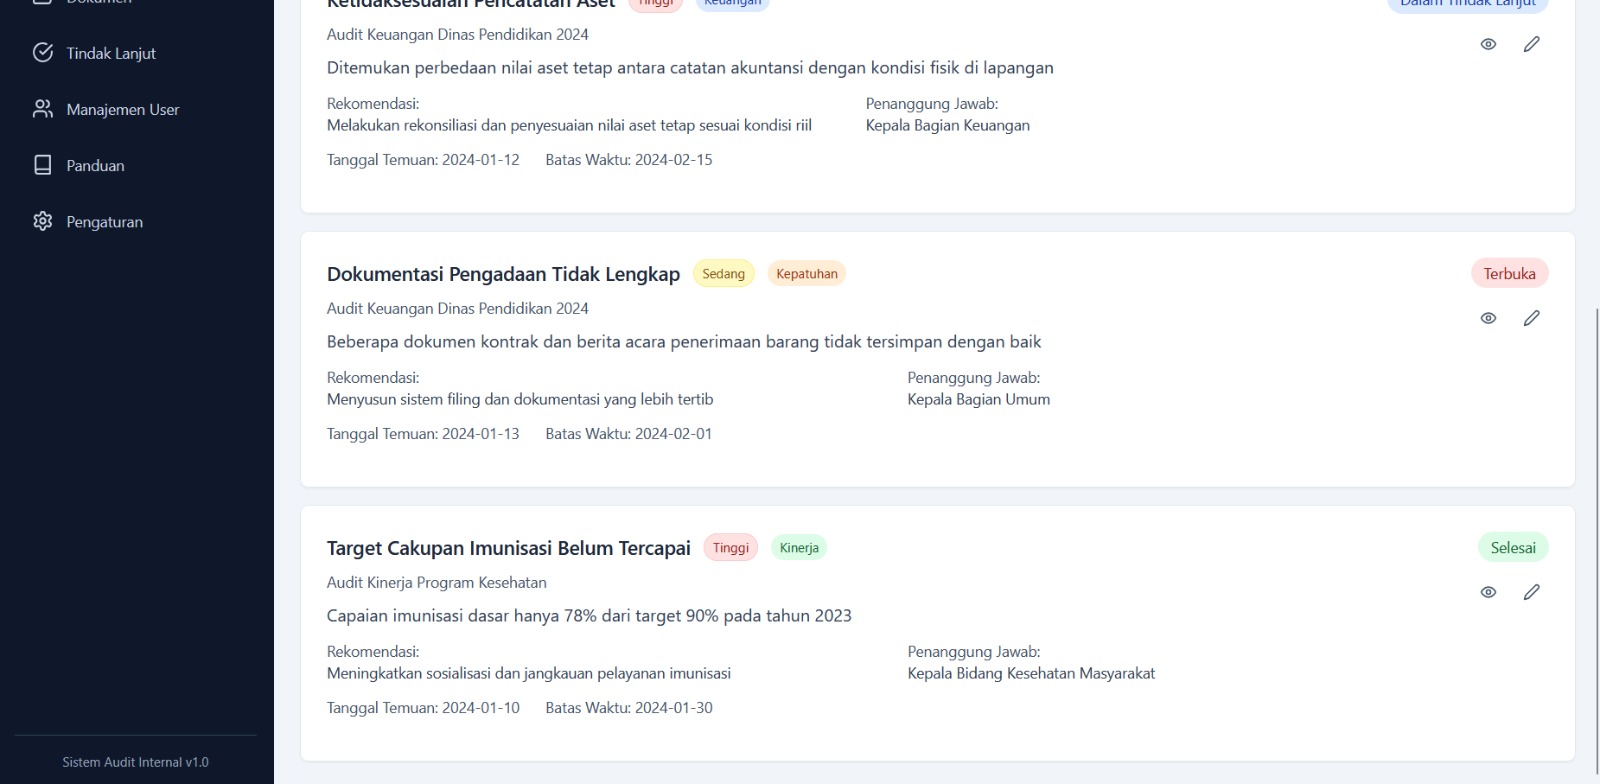 Dokumen
Tindak Lanjut
Manajemen User
Panduan
Pengaturan
Sistem Audit Internal v1.0
Ketidaksesuaian Pencatatan Aset Tinggi Keuangan Dalam Tindak Lanjut
Audit Keuangan Dinas Pendidikan 2024
Ditemukan perbedaan nilai aset tetap antara catatan akuntansi dengan kondisi fisik di lapangan
Rekomendasi: Penanggung Jawab:
Melakukan rekonsiliasi dan penyesuaian nilai aset tetap sesuai kondisi riil Kepala Bagian Keuangan
Tanggal Temuan: 2024-01-12 Batas Waktu: 2024-02-15
Dokumentasi Pengadaan Tidak Lengkap Sedang Kepatuhan Terbuka
Audit Keuangan Dinas Pendidikan 2024
Beberapa dokumen kontrak dan berita acara penerimaan barang tidak tersimpan dengan baik
Rekomendasi: Penanggung Jawab:
Menyusun sistem filing dan dokumentasi yang lebih tertib Kepala Bagian Umum
Tanggal Temuan: 2024-01-13 Batas Waktu: 2024-02-01
Target Cakupan Imunisasi Belum Tercapai Tinggi Kinerja Selesai
Audit Kinerja Program Kesehatan
Capaian imunisasi dasar hanya 78% dari target 90% pada tahun 2023
Rekomendasi: Penanggung Jawab:
Meningkatkan sosialisasi dan jangkauan pelayanan imunisasi Kepala Bidang Kesehatan Masyarakat
Tanggal Temuan: 2024-01-10 Batas Waktu: 2024-01-30